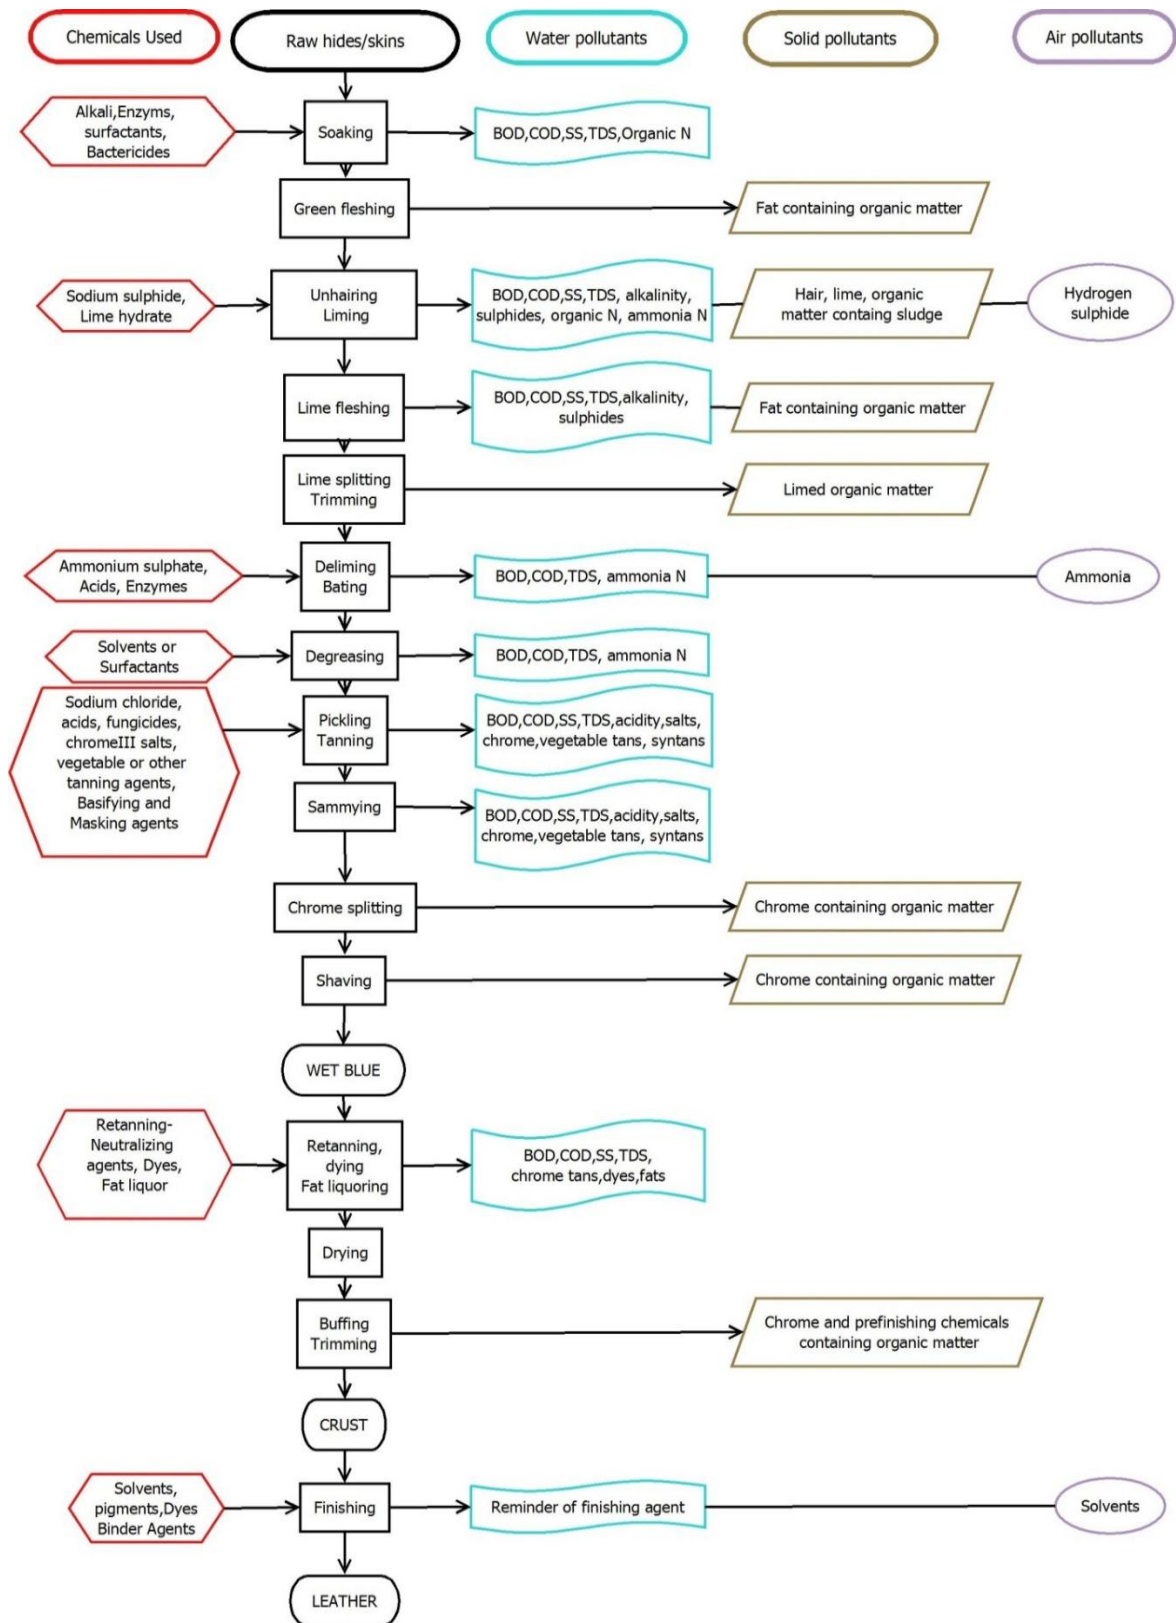 Chemicals Used
Raw hides/skins
Water pollutants
Solid pollutants
Air pollutants
Alkali,Enzyms,
surfactants,
Bactericides
Soaking
BOD,COD,SS,TDS,Organic N
Green fleshing
Fat containing organic matter
Sodium sulphide,
Lime hydrate
Unhairing
Liming
BOD,COD,SS,TDS, alkalinity,
sulphides, organic N, ammonia N
Hair, lime, organic
matter containg sludge
Hydrogen
sulphide
Lime fleshing
BOD,COD,SS,TDS,alkalinity,
sulphides
Fat containing organic matter
Lime splitting
Trimming
Limed organic matter
Ammonium sulphate,
Acids, Enzymes
Deliming
Bating
BOD,COD,TDS, ammonia N
Ammonia
Solvents or
Surfactants
Degreasing
BOD,COD,TDS, ammonia N
Sodium chloride,
acids, fungicides,
chromeIII salts,
vegetable or other
tanning agents,
Basifying and
Masking agents
Pickling
Tanning
BOD,COD,SS,TDS,acidity,salts,
chrome,vegetable tans, syntans
Sammying
BOD,COD,SS,TDS,acidity,salts,
chrome,vegetable tans, syntans
Chrome splitting
Chrome containing organic matter
Shaving
Chrome containing organic matter
WET BLUE
Retanning-
Neutralizing
agents, Dyes,
Fat liquor
Retanning,
dying
Fat liquoring
BOD,COD,SS,TDS,
chrome tans,dyes,fats
Drying
Buffing
Trimming
Chrome and prefinishing chemicals
containing organic matter
CRUST
Solvents,
pigments,Dyes
Binder Agents
Finishing
Reminder of finishing agent
Solvents
LEATHER